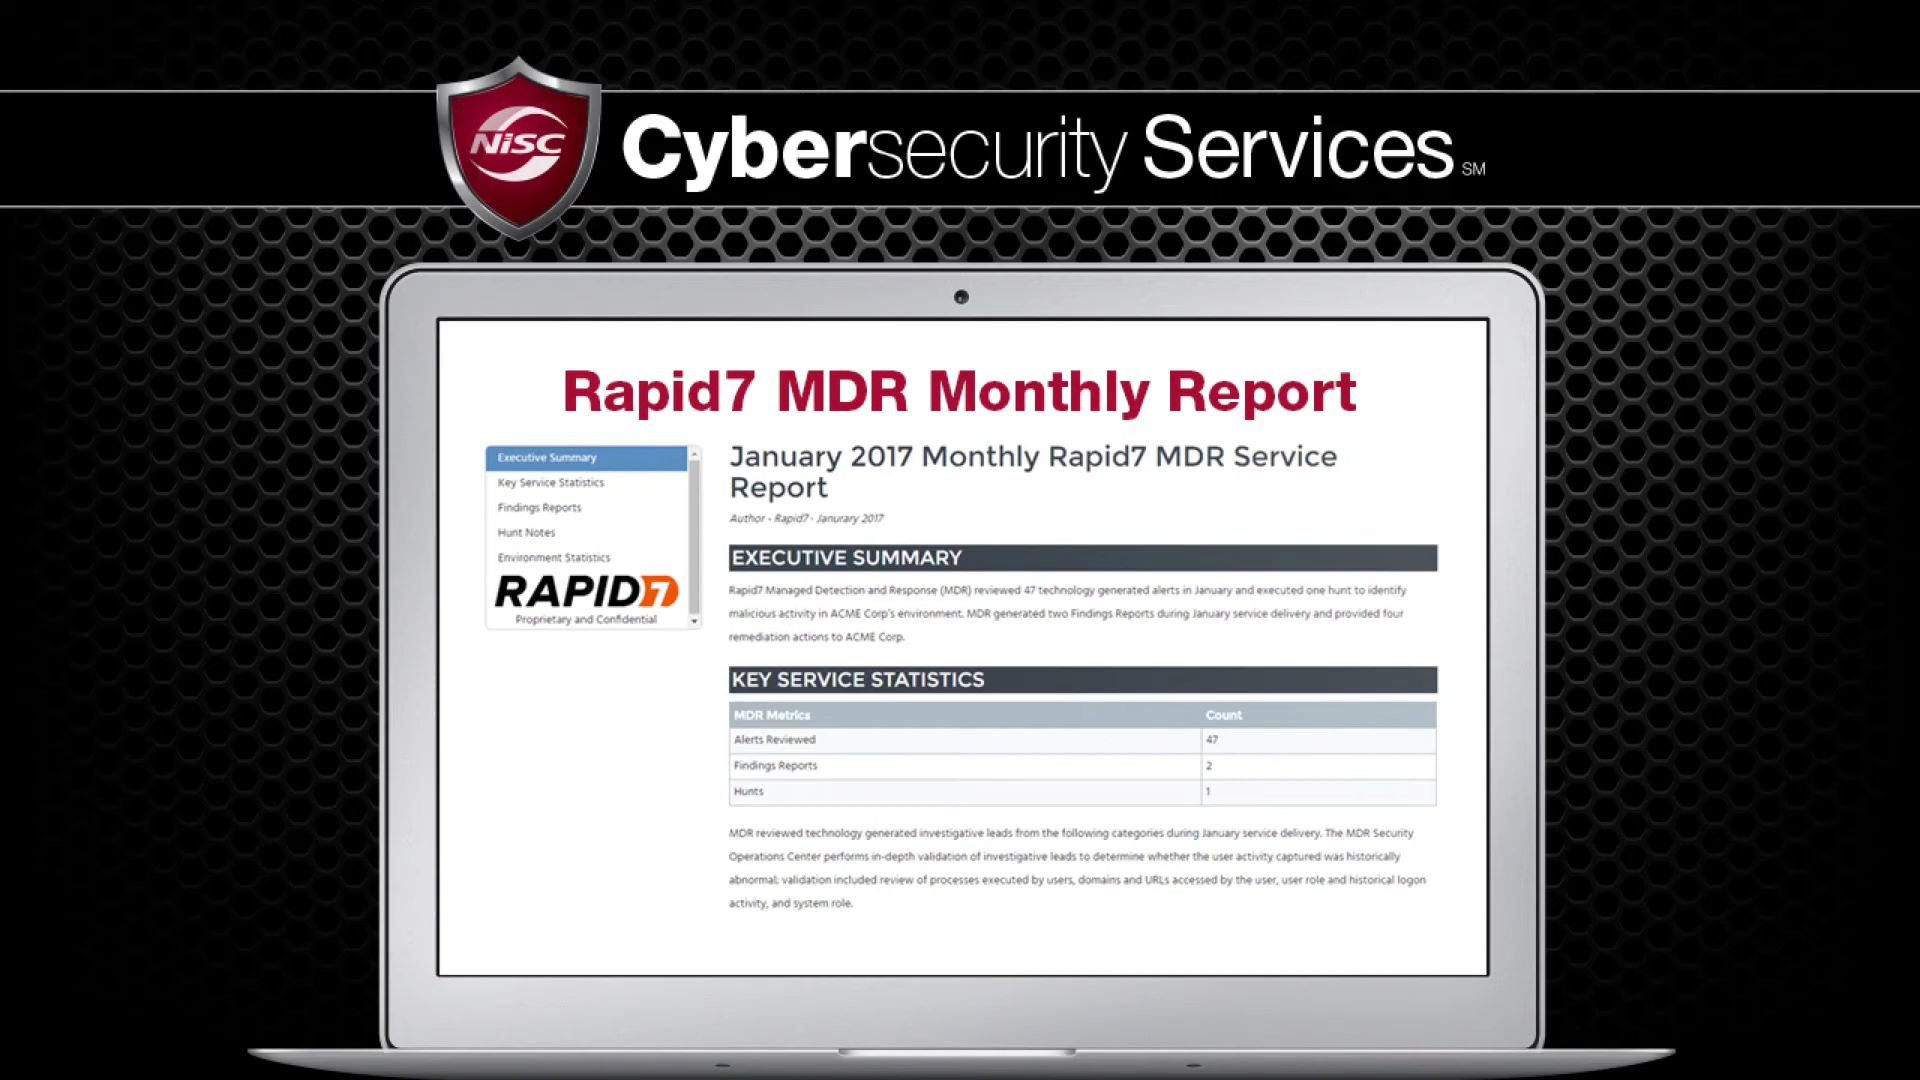 NISC
Cybersecurity Services SM
Rapid7 MDR Monthly Report
Executive Summary
Key Service Statistics
Findings Reports
Hunt Notes
Environment Statistics
RAPID7
Proprietary and Confidential
January 2017 Monthly Rapid7 MDR Service
Report
Author - Rapid7 - Janurary 2017
EXECUTIVE SUMMARY
Rapid7 Managed Detection and Response (MDR) reviewed 47 technology generated alerts in January and executed one hunt to identify
malicious activity in ACME Corp's environment. MDR generated two Findings Reports during January service delivery and provided four
remediation actions to ACME Corp.
KEY SERVICE STATISTICS
MDR Metrics Count
Alerts Reviewed 47
Findings Reports 2
Hunts 1
MDR reviewed technology generated investigative leads from the following categories during January service delivery. The MDR Security
Operations Center performs in-depth validation of investigative leads to determine whether the user activity captured was historically
abnormal; validation included review of processes executed by users, domains and URLs accessed by the user, user role and historical logon
activity, and system role.